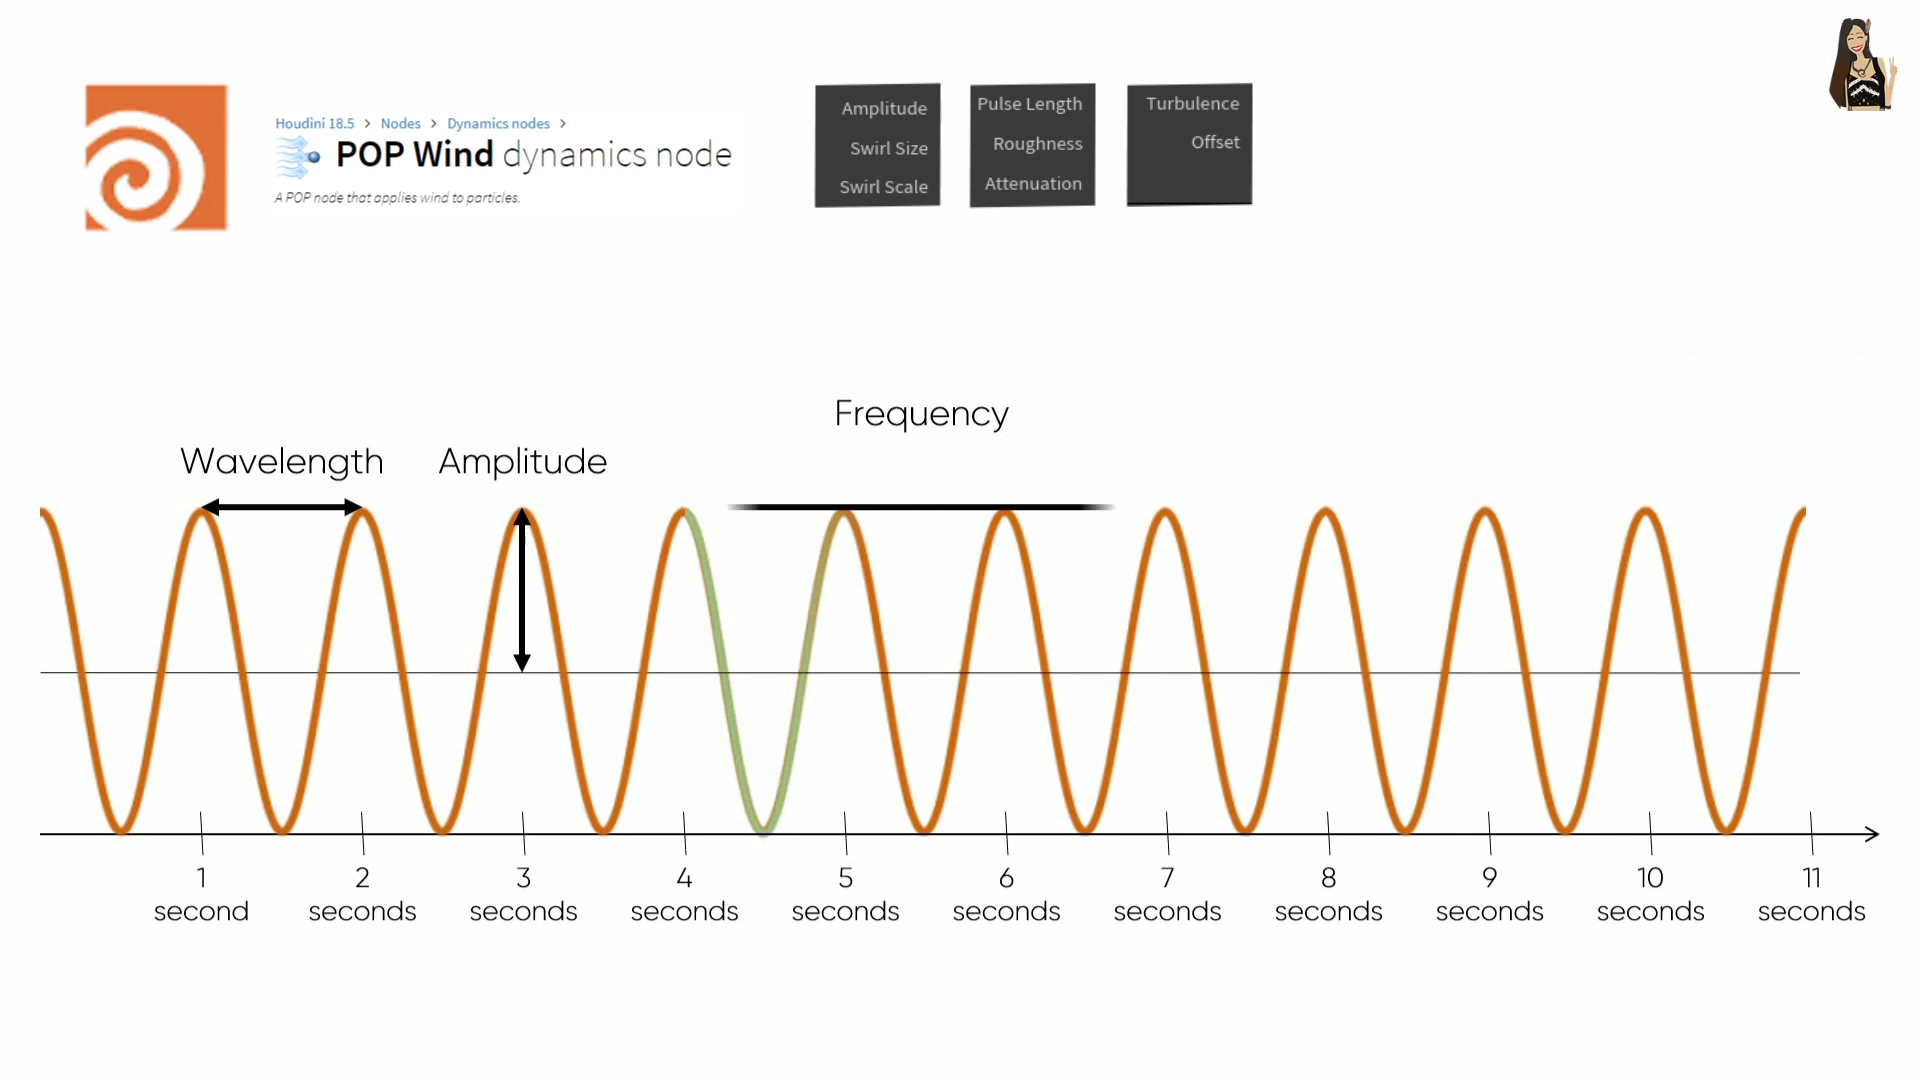 Houdini 18.5 > Nodes > Dynamics nodes >
POP Wind dynamics node
A POP node that applies wind to particles.
Amplitude
Swirl Size
Swirl Scale
Pulse Length
Roughness
Attenuation
Turbulence
Offset
Frequency
Wavelength
Amplitude
1 second
2 seconds
3 seconds
4 seconds
5 seconds
6 seconds
7 seconds
8 seconds
9 seconds
10 seconds
11 seconds